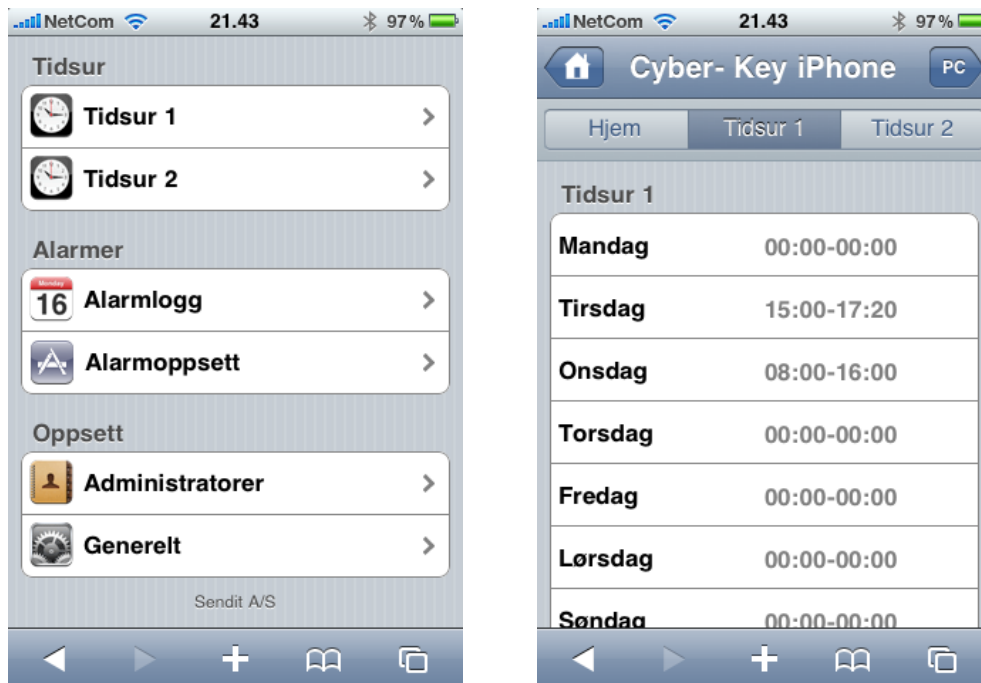 NetCom 21.43 97%
Tidsur
Tidsur 1
Tidsur 2
Alarmer
Monday
16 Alarmlogg
Alarmoppsett
Oppsett
Administratorer
Generelt
Sendit A/S
NetCom 21.43 97%
Cyber- Key iPhone PC
Hjem Tidsur 1 Tidsur 2
Tidsur 1
Mandag 00:00-00:00
Tirsdag 15:00-17:20
Onsdag 08:00-16:00
Torsdag 00:00-00:00
Fredag 00:00-00:00
Lørsdag 00:00-00:00
Søndag 00:00-00:00